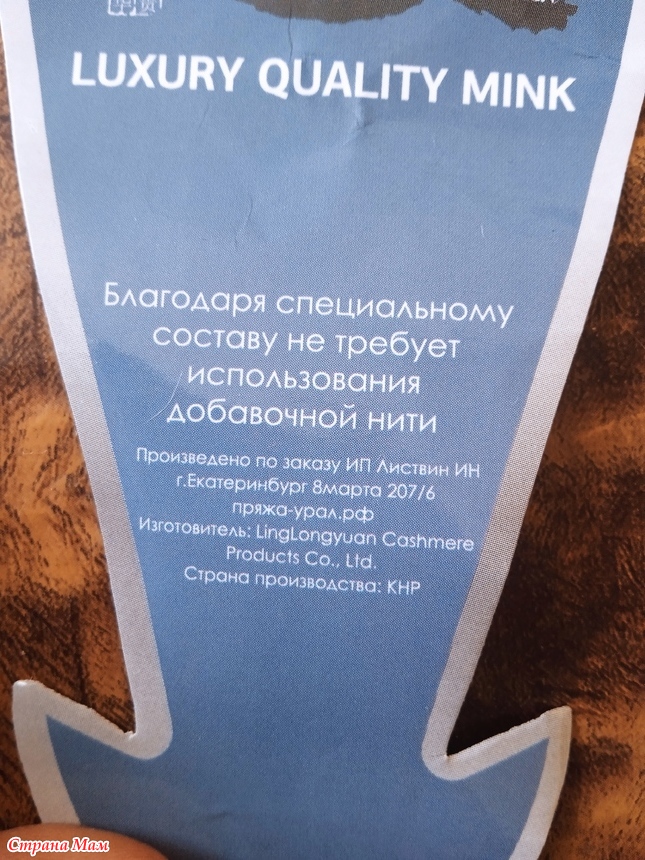 LUXURY QUALITY MINK
Благодаря специальному
составу не требует
использования
добавочной нити
Произведено по заказу ИП Листвин ИН
г.Екатеринбург 8марта 207/6
пряжа-урал.рф
Изготовитель: LingLongyuan Cashmere
Products Co., Ltd.
Страна производства: КНР
Страна Мам